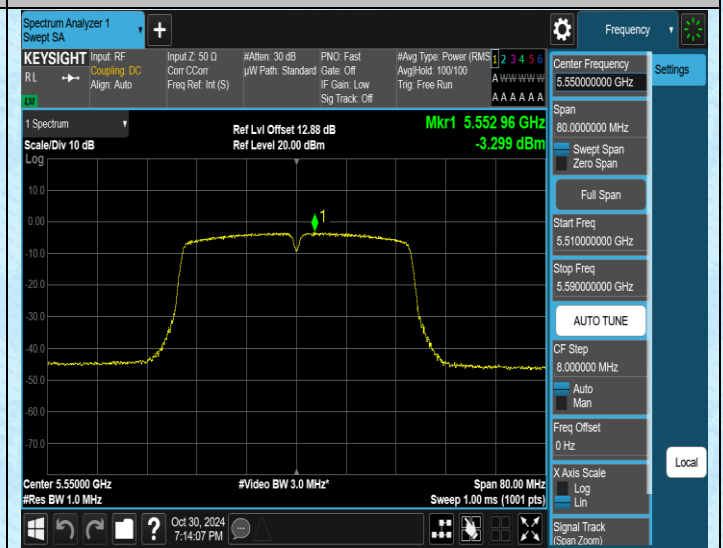 Spectrum Analyzer 1
Swept SA
+
Frequency
KEYSIGHT
R L
LXI
Input: RF
Coupling: DC
Align: Auto
Input Z: 50 Ω
Corr CCorr
Freq Ref: Int (S)
#Atten: 30 dB
µW Path: Standard
PNO: Fast
Gate: Off
IF Gain: Low
Sig Track: Off
#Avg Type: Power (RMS
Avg|Hold: 100/100
Trig: Free Run
1 2 3 4 5 6
A W W W W W
A A A A A A
1 Spectrum
Scale/Div 10 dB
Log
Ref Lvl Offset 12.88 dB
Ref Level 20.00 dBm
Mkr1 5.552 96 GHz
-3.299 dBm
10.0
0.00
-10.0
-20.0
-30.0
-40.0
-50.0
-60.0
-70.0
1
Center 5.55000 GHz
#Res BW 1.0 MHz
#Video BW 3.0 MHz*
Span 80.00 MHz
Sweep 1.00 ms (1001 pts)
Center Frequency
5.550000000 GHz
Span
80.0000000 MHz
Swept Span
Zero Span
Full Span
Start Freq
5.510000000 GHz
Stop Freq
5.590000000 GHz
AUTO TUNE
CF Step
8.000000 MHz
Auto
Man
Freq Offset
0 Hz
X Axis Scale
Log
Lin
Signal Track
(Span Zoom)
Settings
Local
?
Oct 30, 2024
7:14:07 PM